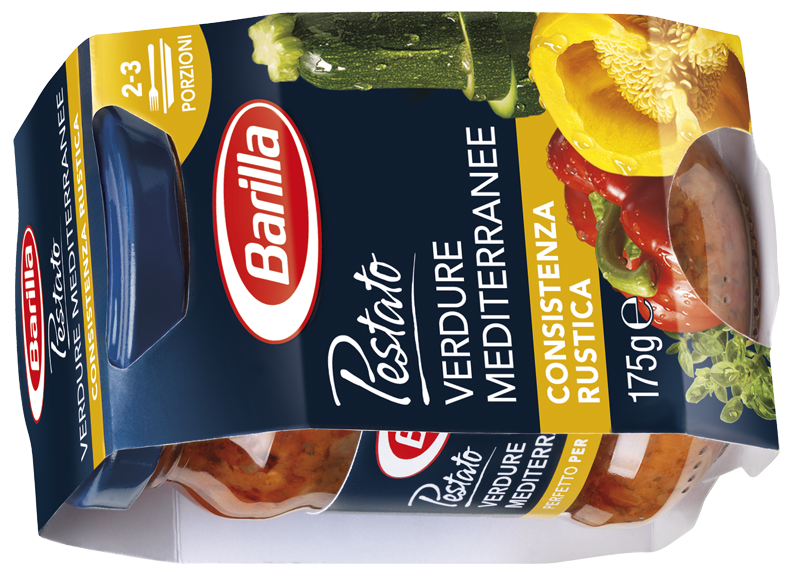 Barilla
Pestato
VERDURE MEDITERRANEE
CONSISTENZA RUSTICA
2-3
PORZIONI
Barilla
Pestato
VERDURE
MEDITERRANEE
CONSISTENZA
RUSTICA
175g e
Pestato
VERDURE
MEDITERR
PERFETTO PER